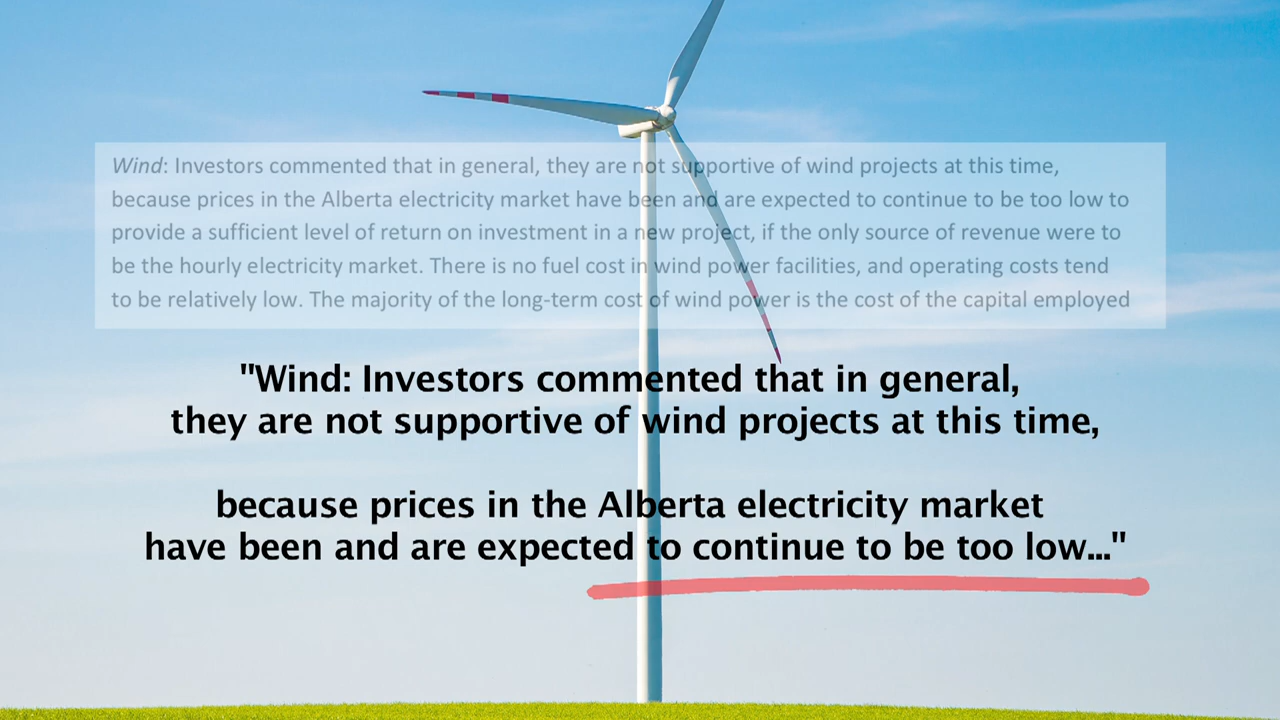 Wind: Investors commented that in general, they are not supportive of wind projects at this time,
because prices in the Alberta electricity market have been and are expected to continue to be too low to
provide a sufficient level of return on investment in a new project, if the only source of revenue were to
be the hourly electricity market. There is no fuel cost in wind power facilities, and operating costs tend
to be relatively low. The majority of the long-term cost of wind power is the cost of the capital employed
"Wind: Investors commented that in general,
they are not supportive of wind projects at this time,
because prices in the Alberta electricity market
have been and are expected to continue to be too low..."